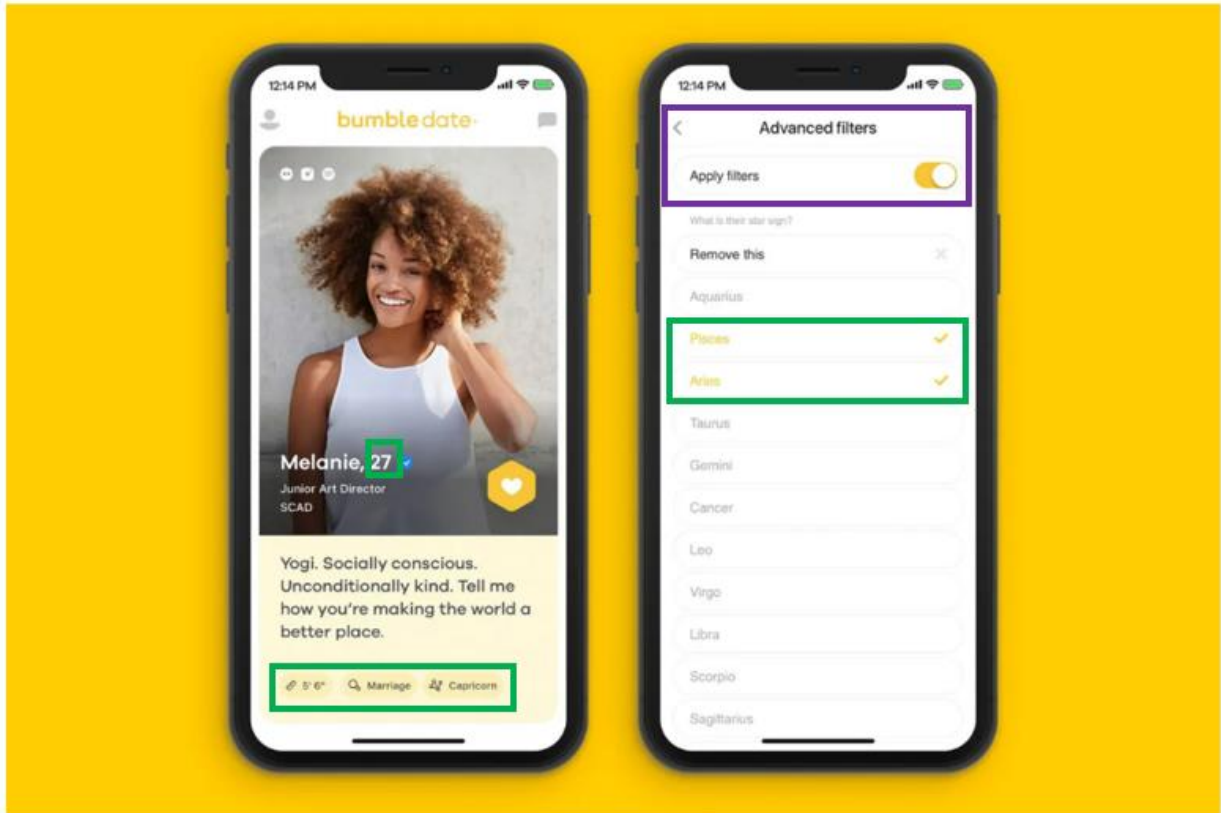 12:14 PM
bumble date
Melanie, 27
Junior Art Director
SCAD
Yogi. Socially conscious.
Unconditionally kind. Tell me
how you're making the world a
better place.
5' 6" Marriage Capricorn
12:14 PM
Advanced filters
Apply filters
What is their star sign?
Remove this
Aquarius
Pisces
Aries
Taurus
Gemini
Cancer
Leo
Virgo
Libra
Scorpio
Sagittarius